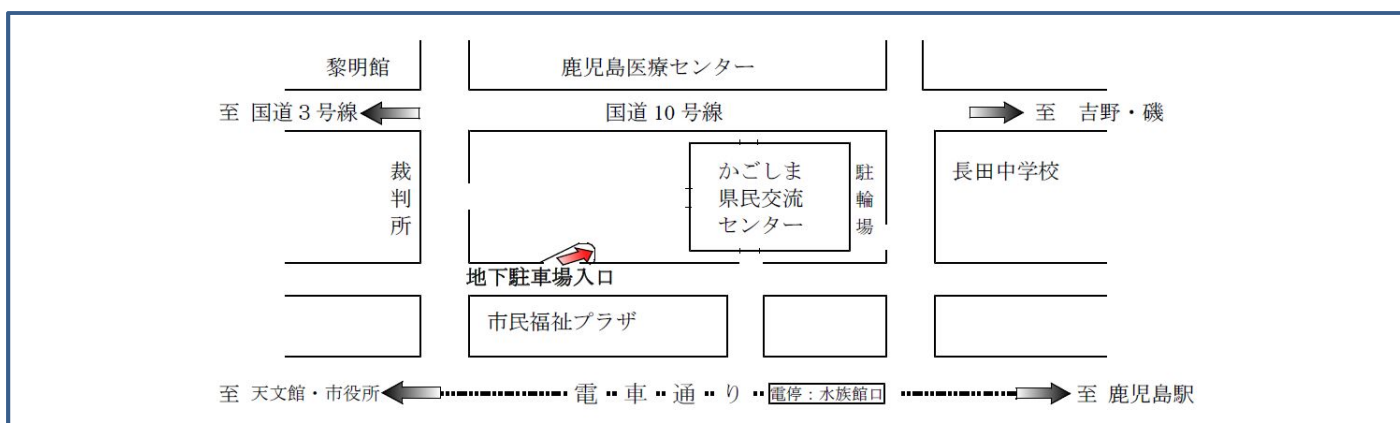 黎明館
鹿児島医療センター
至 国道3号線
国道 10 号線
至 吉野・磯
裁判所
かごしま
県民交流
センター
駐輪場
長田中学校
地下駐車場入口
市民福祉プラザ
至 天文館・市役所
電車通り
電停：水族館口
至 鹿児島駅